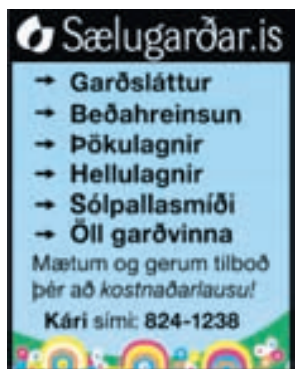 Sælugarðar.is
→ Garðsláttur
→ Beðahreinsun
→ Þökulagnir
→ Hellulagnir
→ Sólpallasmíði
→ Öll garðvinna
Mætum og gerum tilboð
þér að kostnaðarlausu!
Kári sími: 824-1238